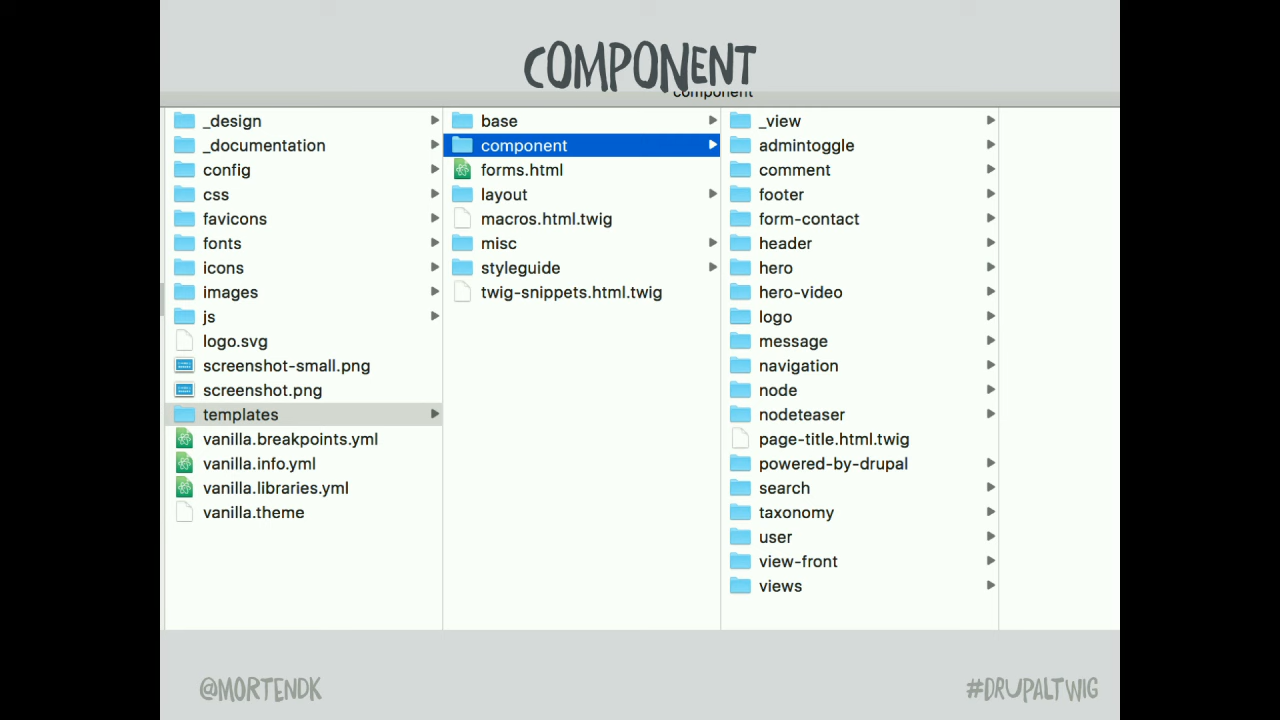 COMPONENT
component
_design
_documentation
config
css
favicons
fonts
icons
images
js
logo.svg
screenshot-small.png
screenshot.png
templates
vanilla.breakpoints.yml
vanilla.info.yml
vanilla.libraries.yml
vanilla.theme
base
component
forms.html
layout
macros.html.twig
misc
styleguide
twig-snippets.html.twig
_view
admintoggle
comment
footer
form-contact
header
hero
hero-video
logo
message
navigation
node
nodeteaser
page-title.html.twig
powered-by-drupal
search
taxonomy
user
view-front
views
@MORTENDK
#DRUPALTWIG